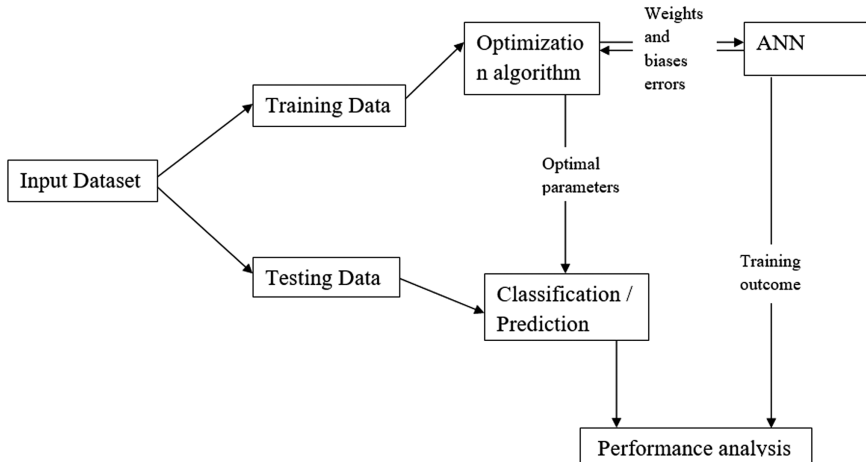 Weights
and
biases
errors
Optimizatio
n algorithm
ANN
Training Data
Input Dataset
Optimal
parameters
Testing Data
Classification /
Prediction
Training
outcome
Performance analysis